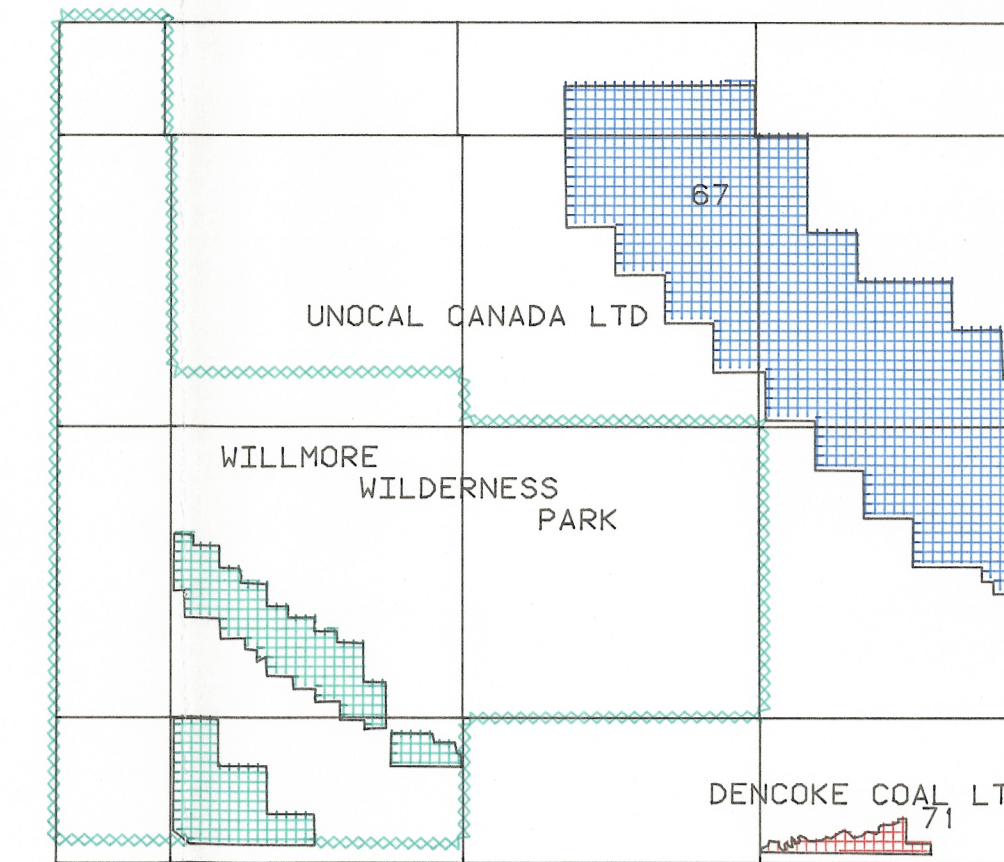 67
UNOCAL CANADA LTD
WILLMORE
WILDERNESS
PARK
DENCOKE COAL LT
71